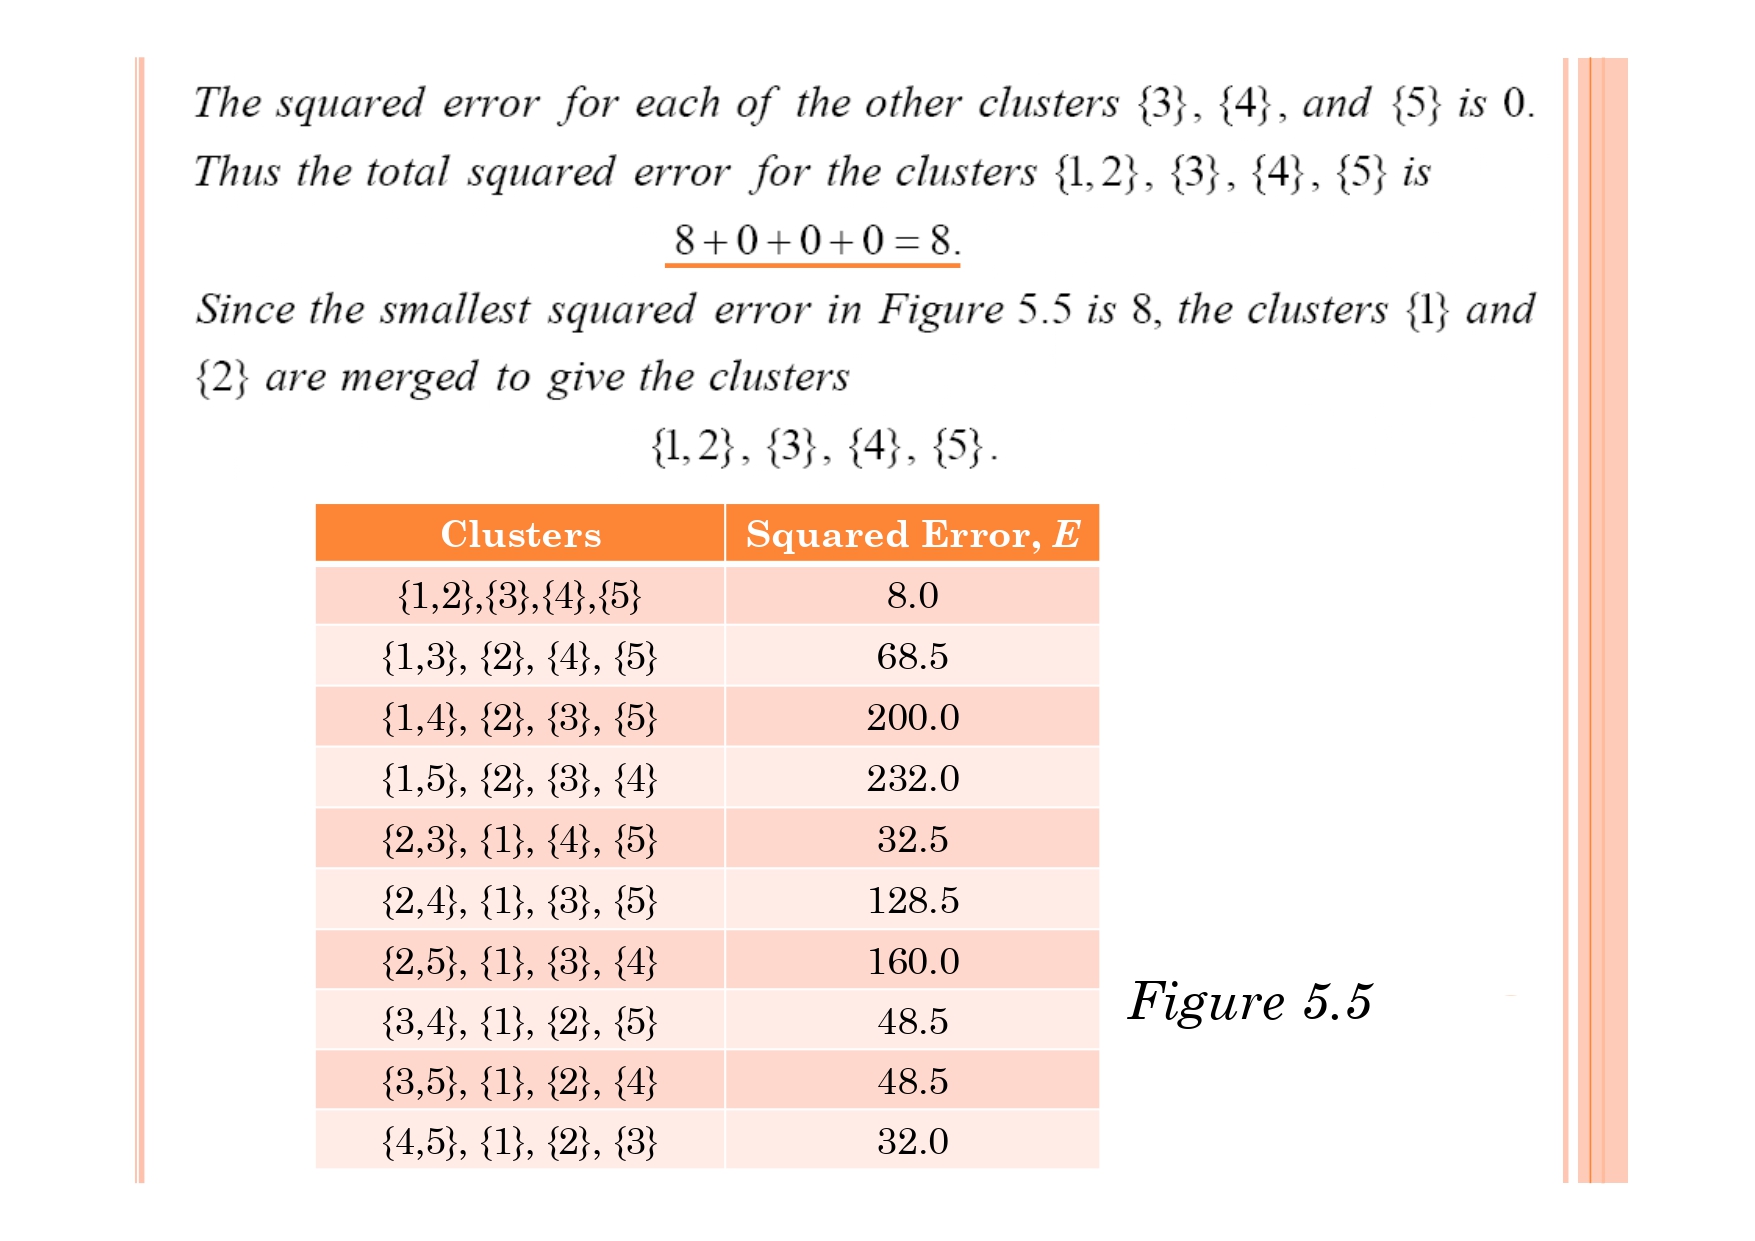 The squared error for each of the other clusters {3}, {4}, and {5} is 0.
Thus the total squared error for the clusters {1,2}, {3}, {4}, {5} is
8+0+0+0=8.
Since the smallest squared error in Figure 5.5 is 8, the clusters {1} and
{2} are merged to give the clusters
{1,2}, {3}, {4}, {5}.
Clusters Squared Error, E
{1,2},{3},{4},{5} 8.0
{1,3}, {2}, {4}, {5} 68.5
{1,4}, {2}, {3}, {5} 200.0
{1,5}, {2}, {3}, {4} 232.0
{2,3}, {1}, {4}, {5} 32.5
{2,4}, {1}, {3}, {5} 128.5
{2,5}, {1}, {3}, {4} 160.0
{3,4}, {1}, {2}, {5} 48.5
{3,5}, {1}, {2}, {4} 48.5
{4,5}, {1}, {2}, {3} 32.0
Figure 5.5